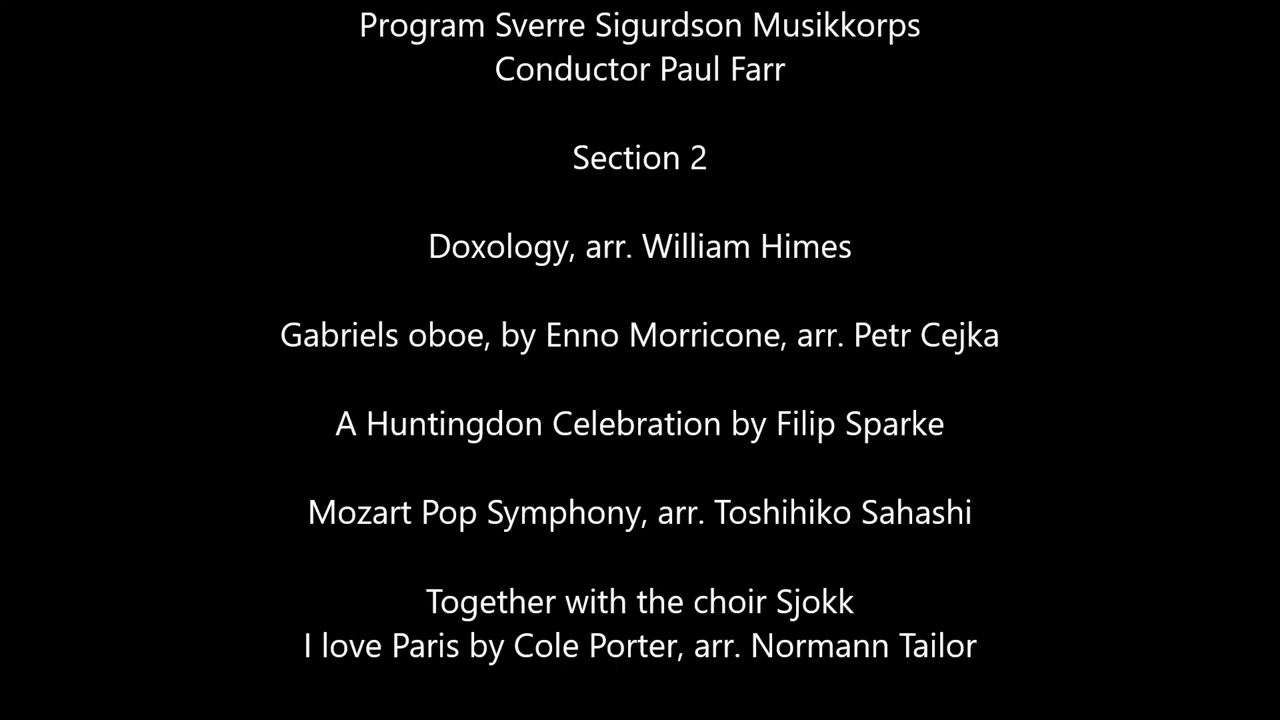 Program Sverre Sigurdson Musikkorps
Conductor Paul Farr
Section 2
Doxology, arr. William Himes
Gabriels oboe, by Enno Morricone, arr. Petr Cejka
A Huntingdon Celebration by Filip Sparke
Mozart Pop Symphony, arr. Toshihiko Sahashi
Together with the choir Sjokk
I love Paris by Cole Porter, arr. Normann Tailor